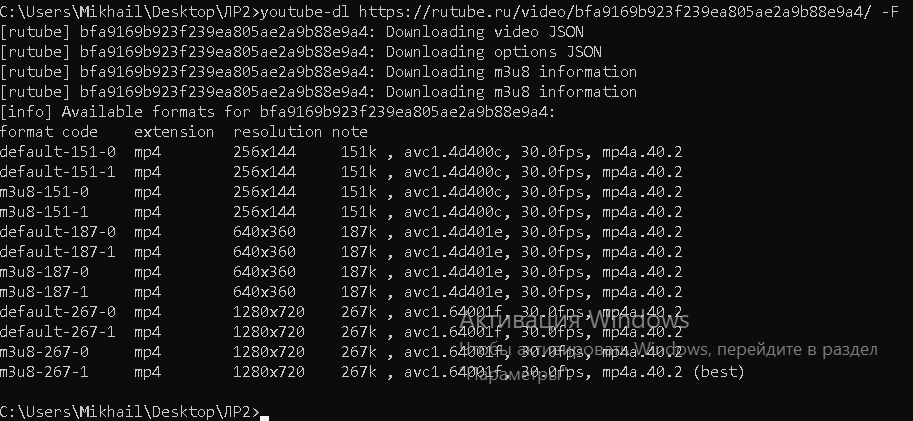 C:\Users\Mikhail\Desktop\ЛР2>youtube-dl https://rutube.ru/video/bfa9169b923f239ea805ae2a9b88e9a4/ -F
[rutube] bfa9169b923f239ea805ae2a9b88e9a4: Downloading video JSON
[rutube] bfa9169b923f239ea805ae2a9b88e9a4: Downloading options JSON
[rutube] bfa9169b923f239ea805ae2a9b88e9a4: Downloading m3u8 information
[rutube] bfa9169b923f239ea805ae2a9b88e9a4: Downloading m3u8 information
[info] Available formats for bfa9169b923f239ea805ae2a9b88e9a4:
format code  extension  resolution note
default-151-0  mp4  256x144  151k , avc1.4d400c, 30.0fps, mp4a.40.2
default-151-1  mp4  256x144  151k , avc1.4d400c, 30.0fps, mp4a.40.2
m3u8-151-0  mp4  256x144  151k , avc1.4d400c, 30.0fps, mp4a.40.2
m3u8-151-1  mp4  256x144  151k , avc1.4d400c, 30.0fps, mp4a.40.2
default-187-0  mp4  640x360  187k , avc1.4d401e, 30.0fps, mp4a.40.2
default-187-1  mp4  640x360  187k , avc1.4d401e, 30.0fps, mp4a.40.2
m3u8-187-0  mp4  640x360  187k , avc1.4d401e, 30.0fps, mp4a.40.2
m3u8-187-1  mp4  640x360  187k , avc1.4d401e, 30.0fps, mp4a.40.2
default-267-0  mp4  1280x720  267k , avc1.64001f, 30.0fps, mp4a.40.2
default-267-1  mp4  1280x720  267k , avc1.64001f, 30.0fps, mp4a.40.2
m3u8-267-0  mp4  1280x720  267k , avc1.64001f, 30.0fps, mp4a.40.2
m3u8-267-1  mp4  1280x720  267k , avc1.64001f, 30.0fps, mp4a.40.2 (best)
Активация Windows
Чтобы активировать Windows, перейдите в раздел
"Параметры".
C:\Users\Mikhail\Desktop\ЛР2>